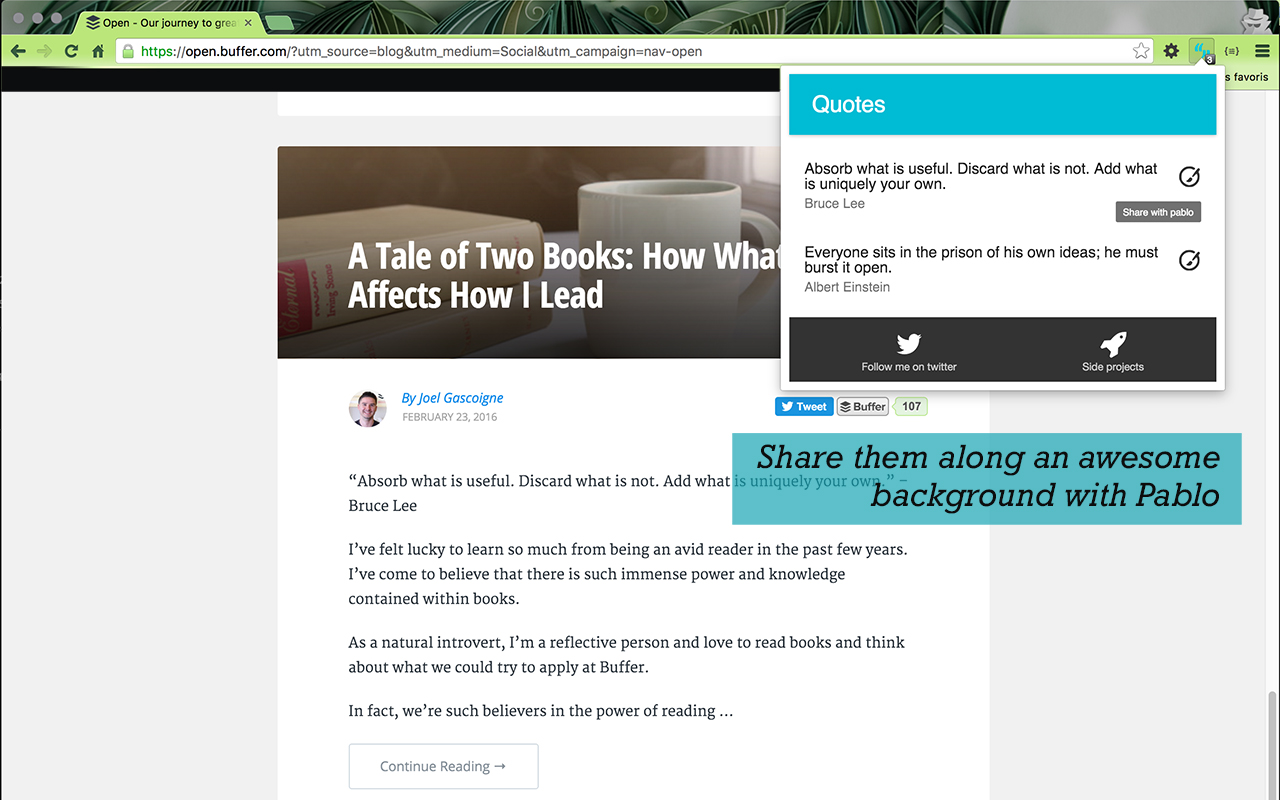 Open - Our journey to grea
https://open.buffer.com/?utm_source=blog&utm_medium=Social&utm_campaign=nav-open
3
s favoris
Quotes
Absorb what is useful. Discard what is not. Add what
is uniquely your own.
Bruce Lee
Share with pablo
Everyone sits in the prison of his own ideas; he must
burst it open.
Albert Einstein
Follow me on twitter
Side projects
A Tale of Two Books: How What
Affects How I Lead
Eternal
Irving Stone
By Joel Gascoigne
FEBRUARY 23, 2016
Tweet
Buffer
107
Share them along an awesome
background with Pablo
“Absorb what is useful. Discard what is not. Add what is uniquely your own.” –
Bruce Lee
I’ve felt lucky to learn so much from being an avid reader in the past few years.
I’ve come to believe that there is such immense power and knowledge
contained within books.
As a natural introvert, I’m a reflective person and love to read books and think
about what we could try to apply at Buffer.
In fact, we’re such believers in the power of reading …
Continue Reading →